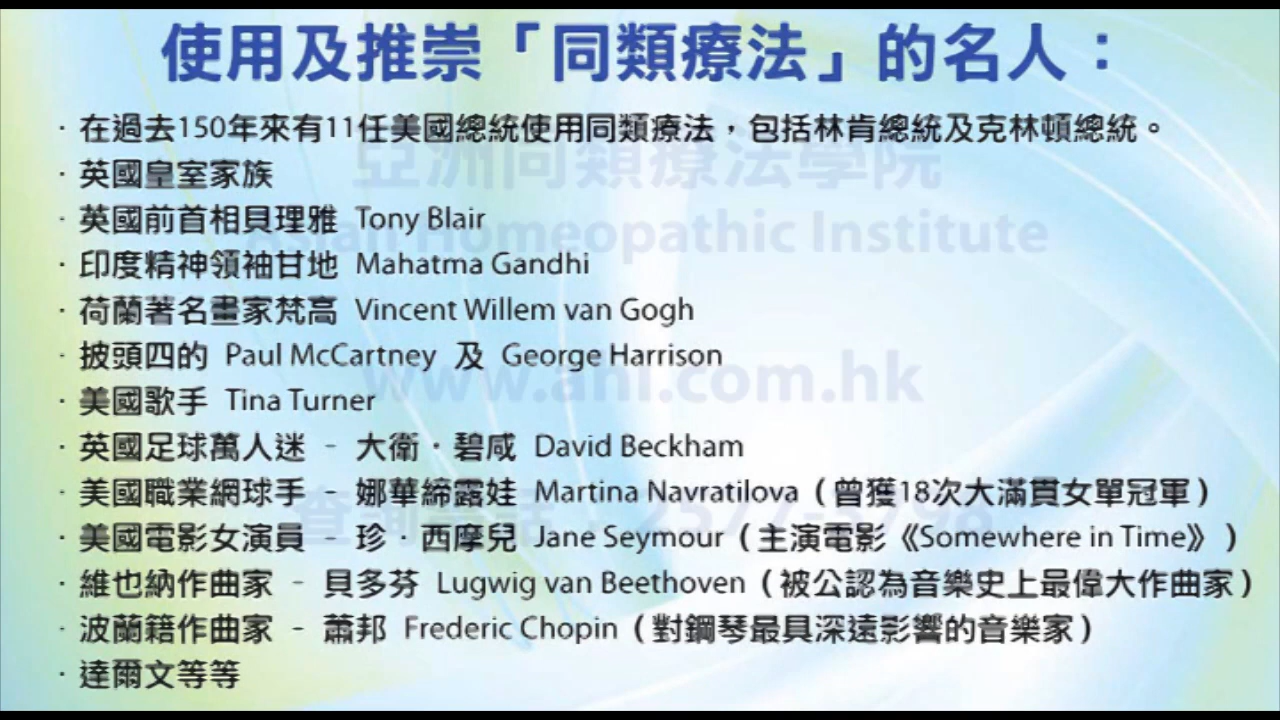 使用及推崇「同類療法」的名人：
· 在過去150年來有11任美國總統使用同類療法，包括林肯總統及克林頓總統。
亞洲同類療法學院
· 英國皇室家族
· 英國前首相貝理雅 Tony Blair
Asian Homeopathic Institute
· 印度精神領袖甘地 Mahatma Gandhi
· 荷蘭著名畫家梵高 Vincent Willem van Gogh
· 披頭四的 Paul McCartney 及 George Harrison
www.ahi.com.hk
· 美國歌手 Tina Turner
· 英國足球萬人迷 – 大衛·碧咸 David Beckham
· 美國職業網球手 – 娜華締露娃 Martina Navratilova（曾獲18次大滿貫女單冠軍）
· 美國電影女演員 – 珍·西摩兒 Jane Seymour（主演電影《Somewhere in Time》）
· 維也納作曲家 – 貝多芬 Lugwig van Beethoven（被公認為音樂史上最偉大作曲家）
· 波蘭籍作曲家 – 蕭邦 Frederic Chopin（對鋼琴最具深遠影響的音樂家）
· 達爾文等等